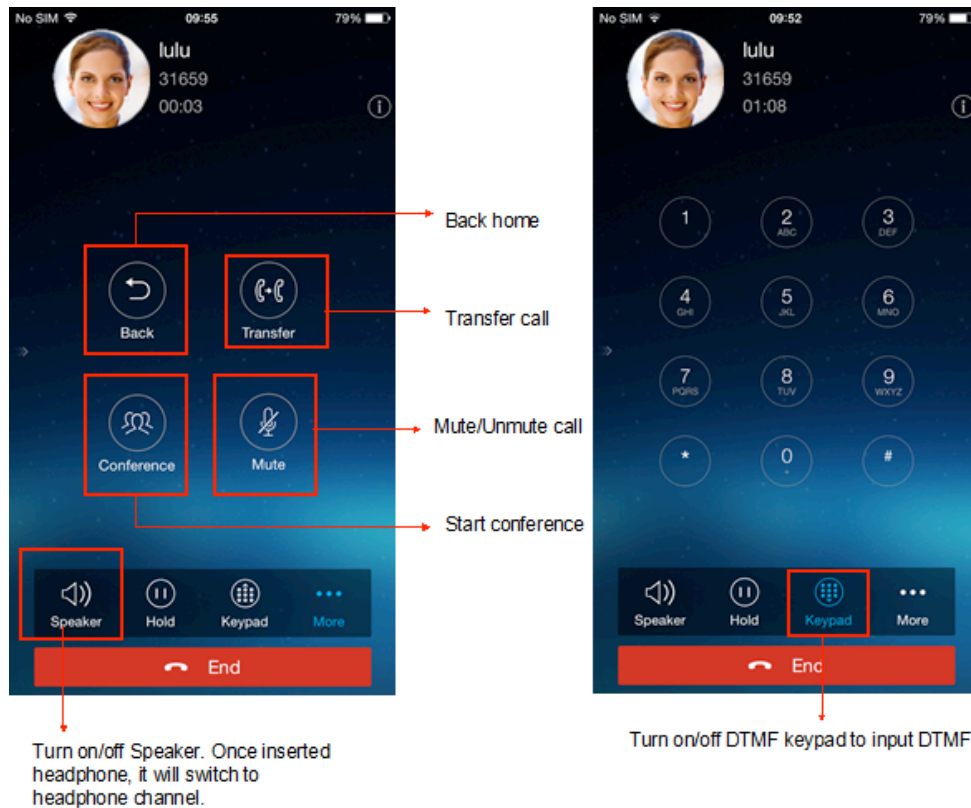 No SIM 09:55 79%
lulu
31659
00:03
Back
Transfer
Conference
Mute
Speaker
Hold
Keypad
More
End
Back home
Transfer call
Mute/Unmute call
Start conference
Turn on/off Speaker. Once inserted
headphone, it will switch to
headphone channel.
No SIM 09:52 79%
lulu
31659
01:08
1
2
ABC
3
DEF
4
GHI
5
JKL
6
MNO
7
PQRS
8
TUV
9
WXYZ
*
0
+
#
Speaker
Hold
Keypad
More
End
Turn on/off DTMF keypad to input DTMF